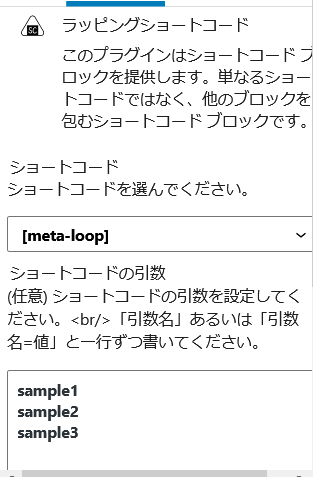 SC
ラッピングショートコード
このプラグインはショートコード ブ
ロックを提供します。単なるショー
トコードではなく、他のブロックを
包むショートコード ブロックです。
ショートコード
ショートコードを選んでください。
[meta-loop]
ショートコードの引数
(任意) ショートコードの引数を設定してく
ださい。<br/>「引数名」あるいは「引数
名=値」と一行ずつ書いてください。
sample1
sample2
sample3